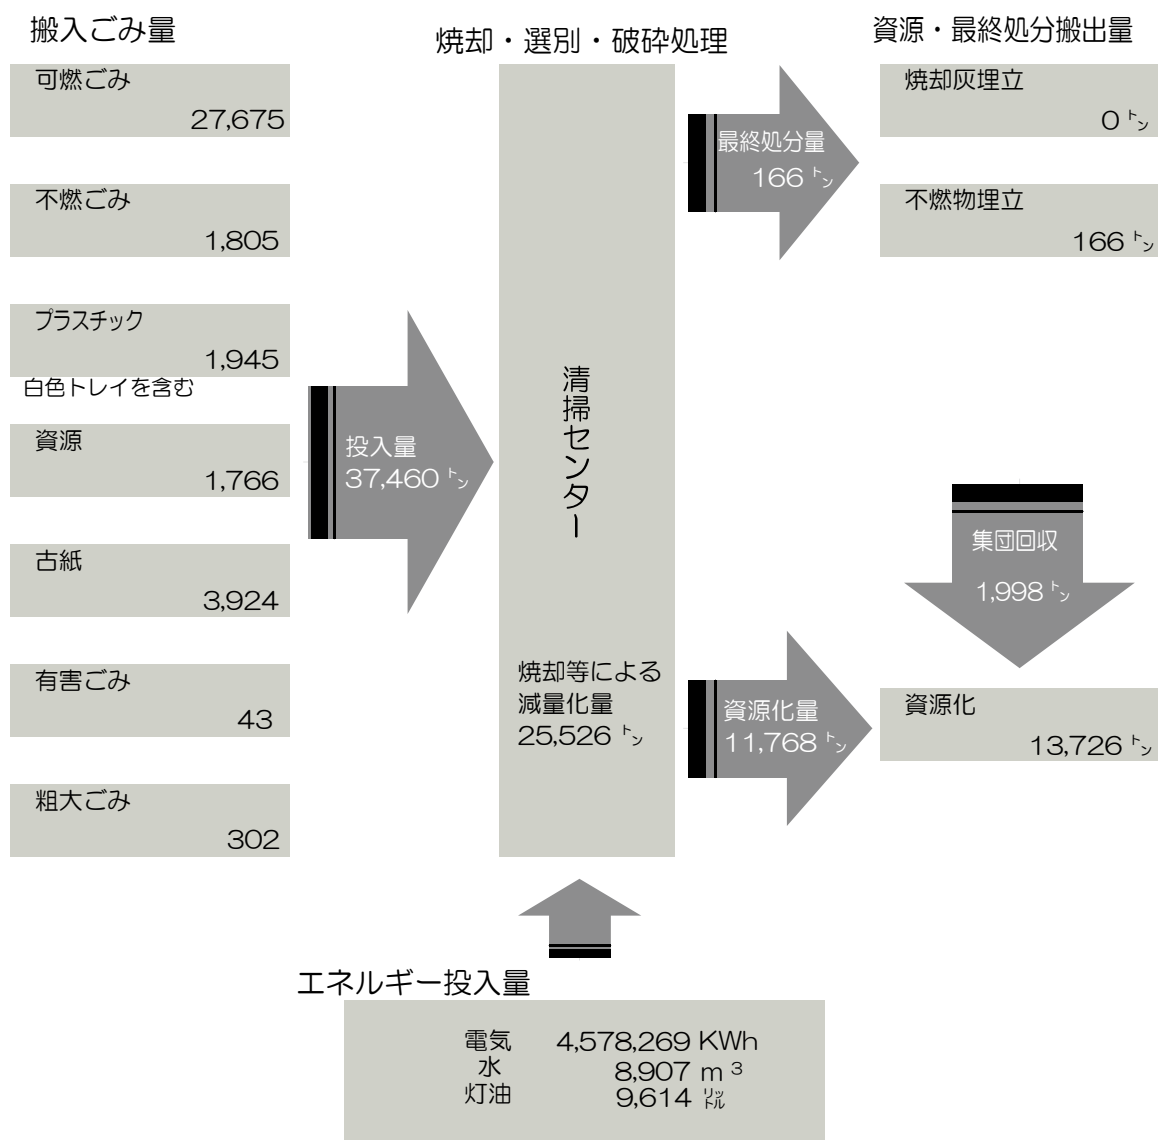 搬入ごみ量
可燃ごみ
27,675
不燃ごみ
1,805
プラスチック
1,945
白色トレイを含む
資源
1,766
古紙
3,924
有害ごみ
43
粗大ごみ
302
投入量
37,460 トン
焼却・選別・破砕処理
清掃センター
焼却等による
減量化量
25,526 トン
最終処分量
166 トン
資源化量
11,768 トン
資源・最終処分搬出量
焼却灰埋立
0 トン
不燃物埋立
166 トン
集団回収
1,998 トン
資源化
13,726 トン
エネルギー投入量
電気 4,578,269 KWh
水 8,907 m³
灯油 9,614 リットル